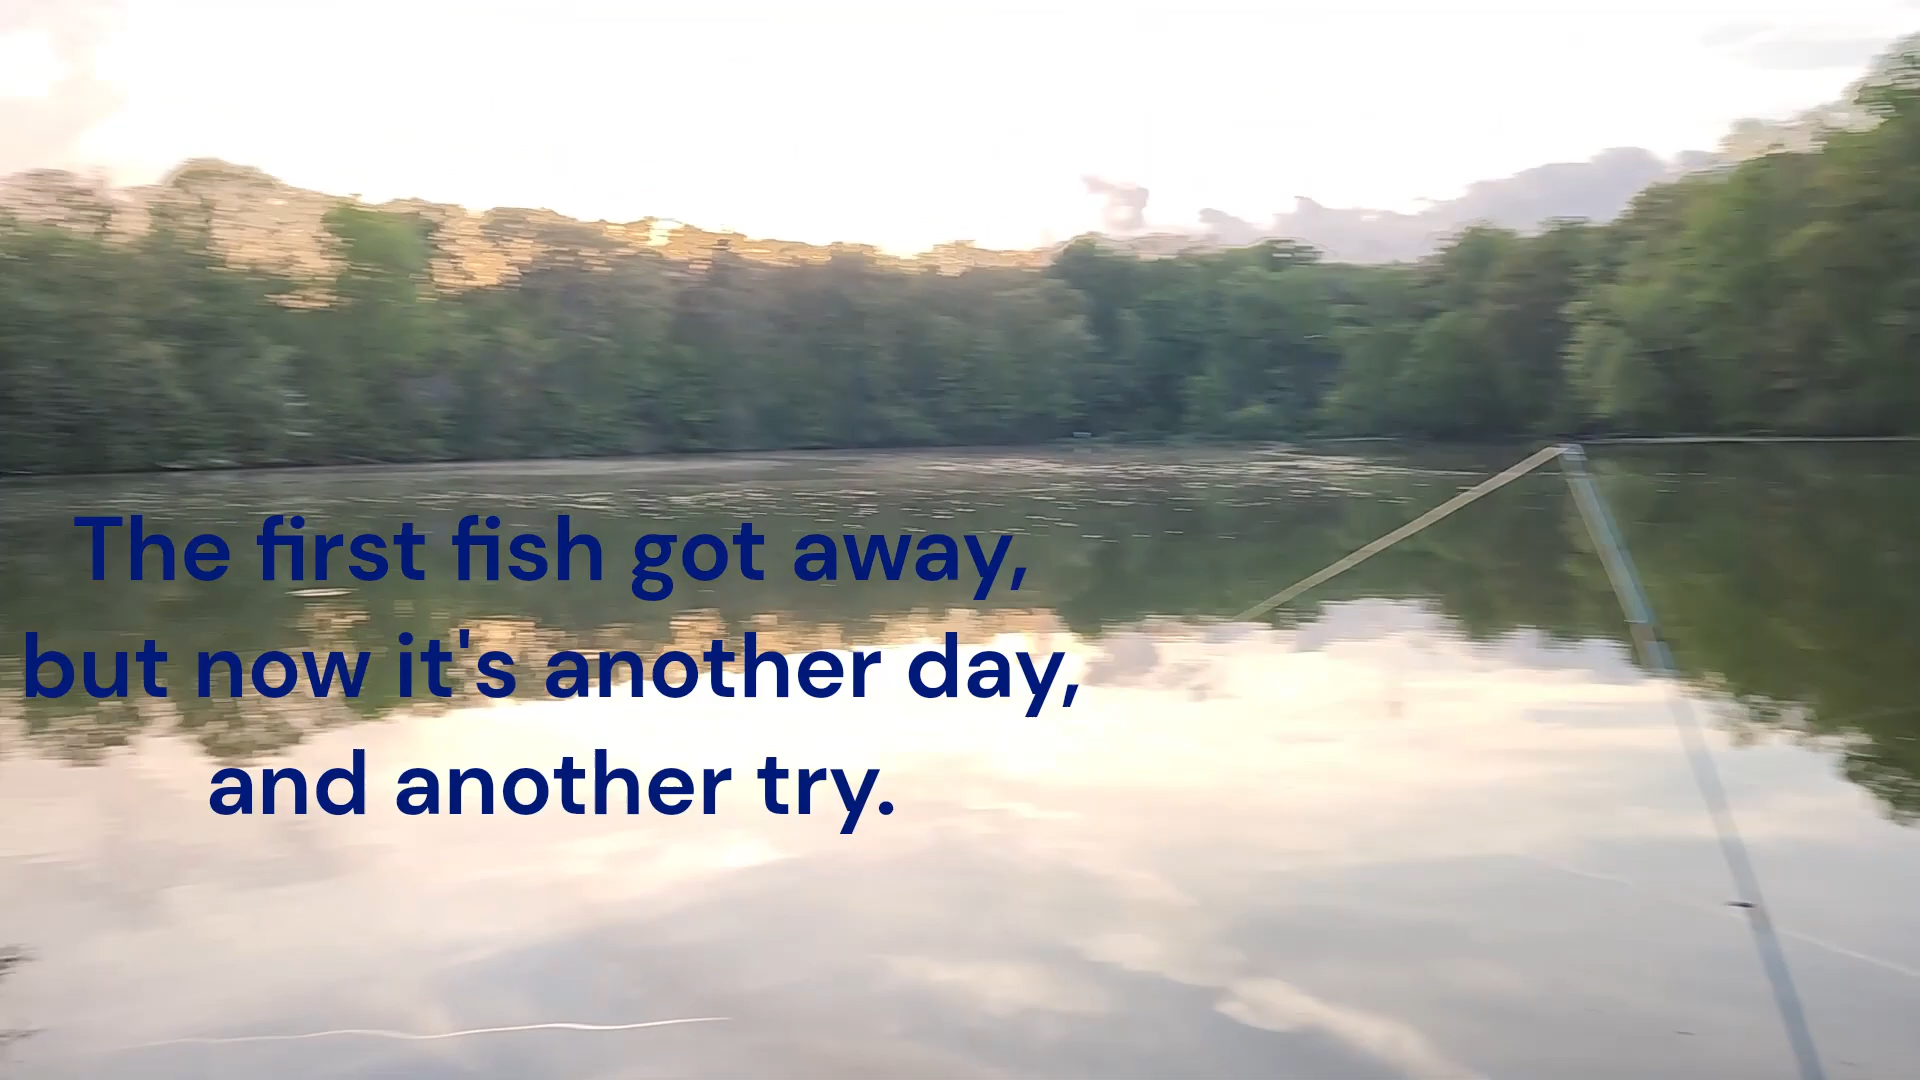 The first fish got away,
but now it's another day,
and another try.